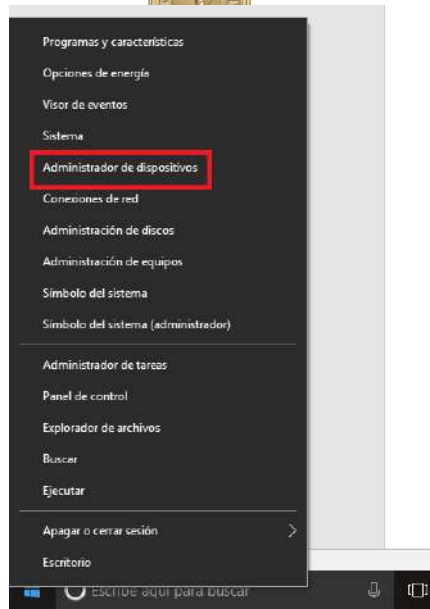 Programas y características
Opciones de energía
Visor de eventos
Sistema
Administrador de dispositivos
Conexiones de red
Administración de discos
Administración de equipos
Símbolo del sistema
Símbolo del sistema (administrador)
Administrador de tareas
Panel de control
Explorador de archivos
Buscar
Ejecutar
Apagar o cerrar sesión
Escritorio
Escribe aquí para buscar